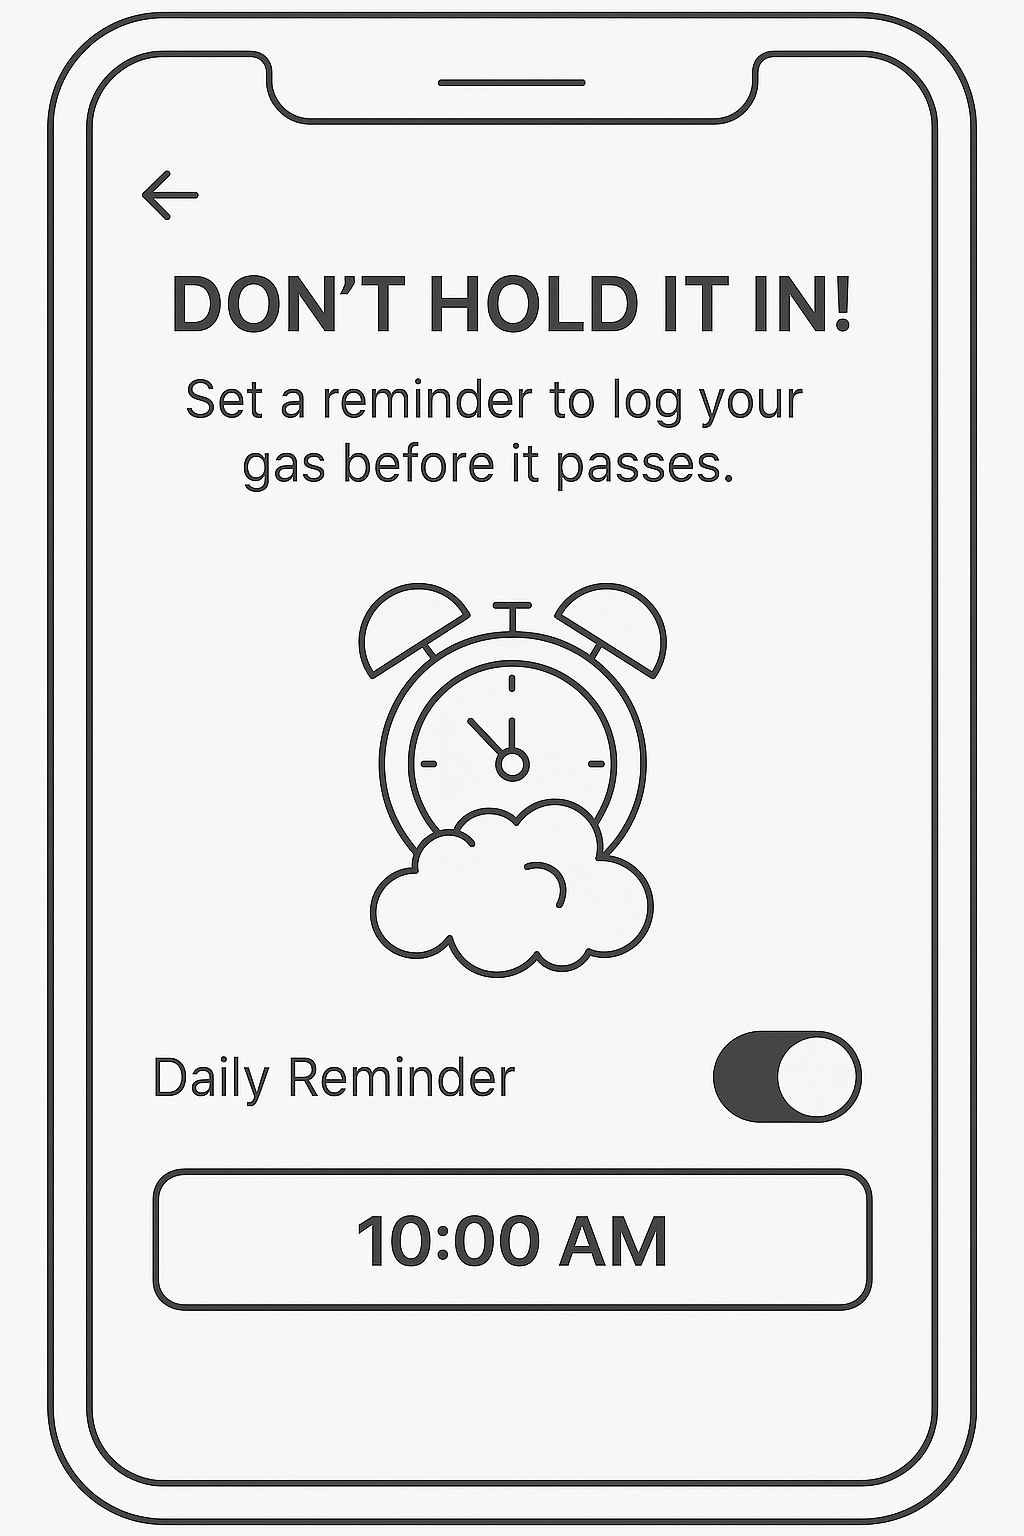 DON’T HOLD IT IN!
Set a reminder to log your
gas before it passes.
Daily Reminder
10:00 AM